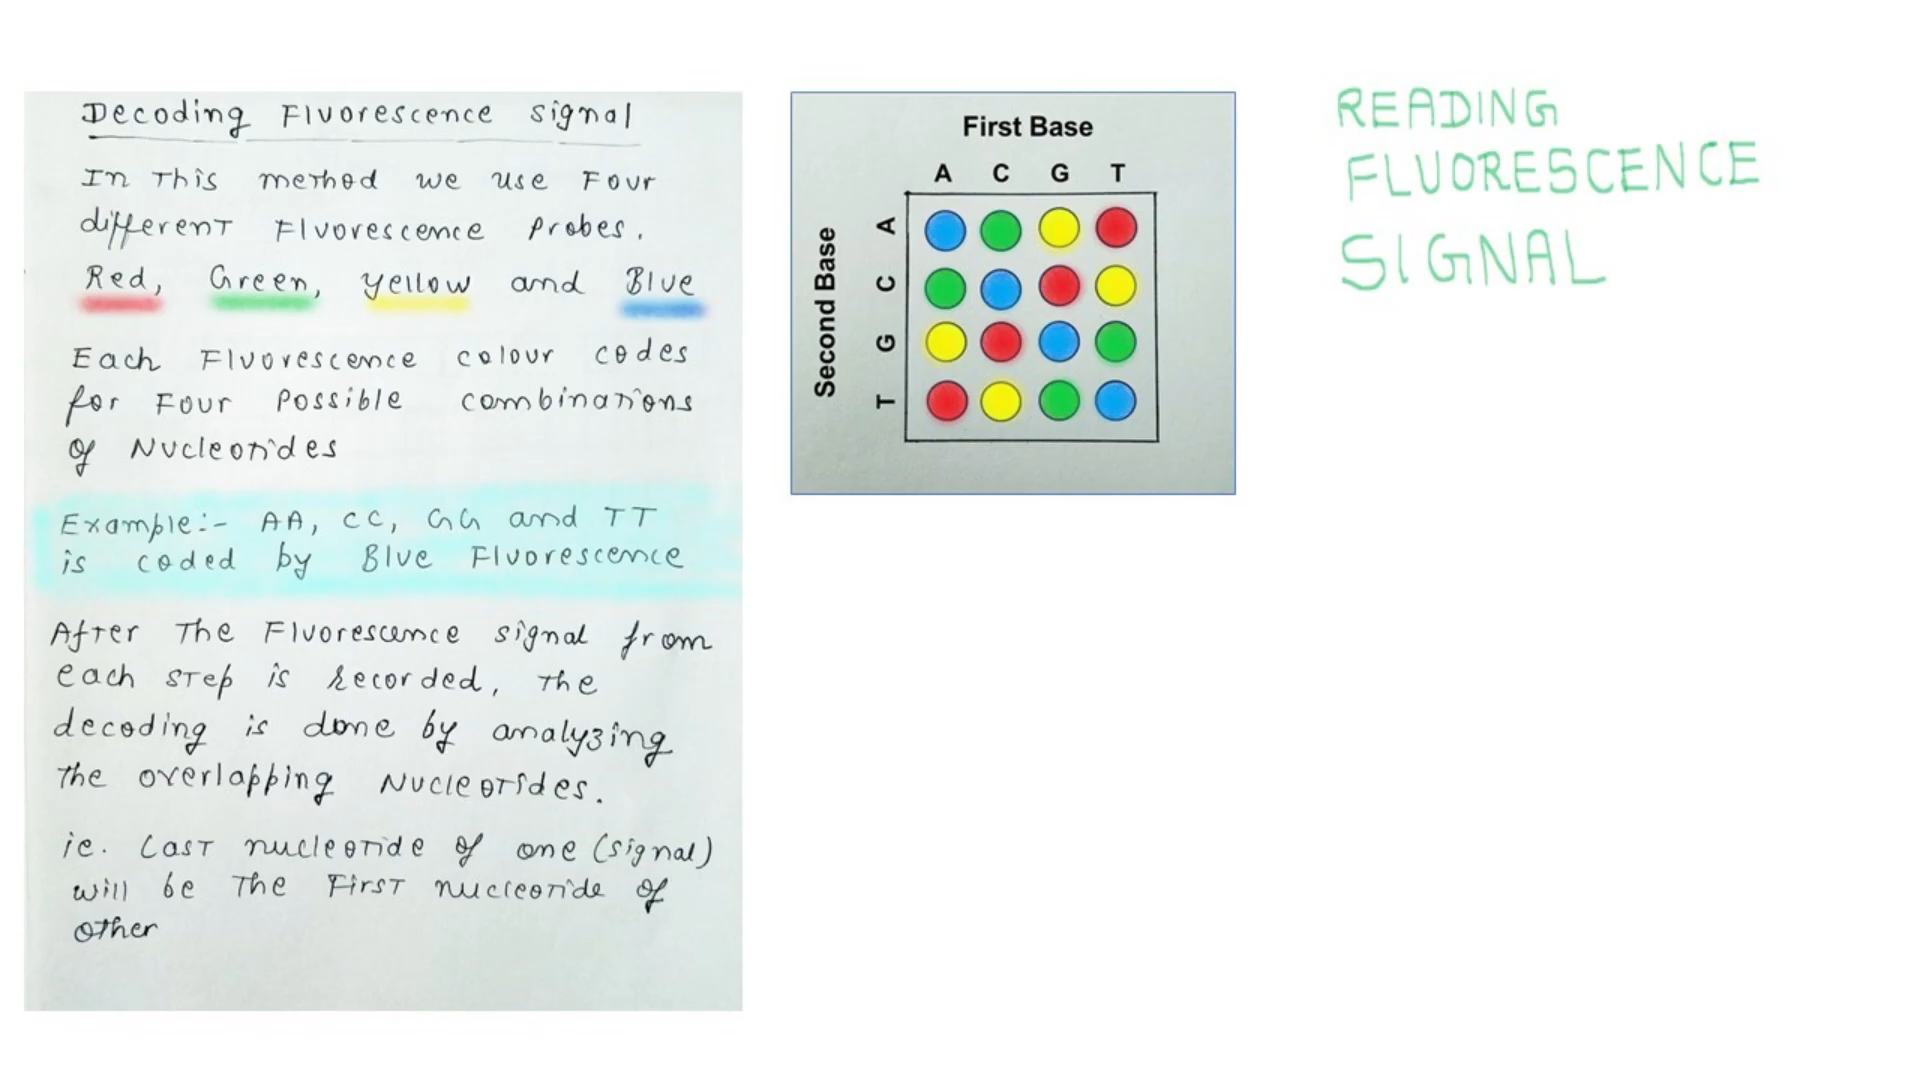 Decoding Fluorescence signal
In This method we use Four
different Fluorescence Probes.
Red, Green, yellow and Blue
Each Fluorescence colour codes
for Four Possible combinations
of Nucleotides
Example:- AA, CC, GG and TT
is coded by Blue Fluorescence
After The Fluorescence signal from
each step is recorded, the
decoding is done by analyzing
the overlapping Nucleotides.
ie. Last nucleotide of one (signal)
will be The First nucleotide of
other
First Base
A C G T
Second Base
A
C
G
T
READING
FLUORESCENCE
SIGNAL